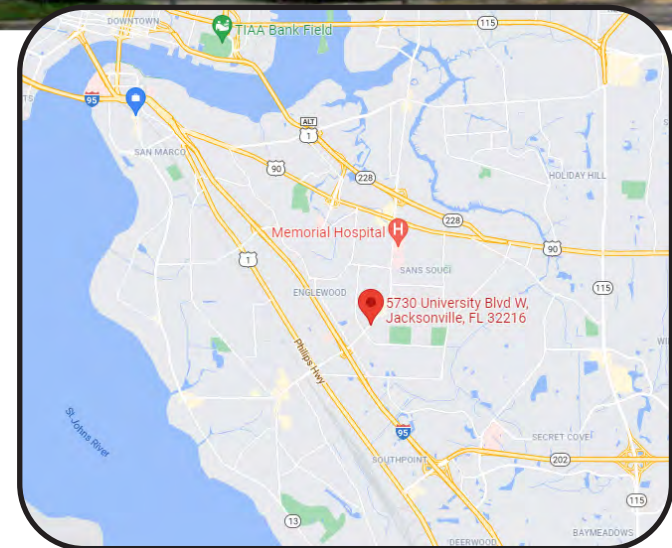 DOWNTOWN
TIAA Bank Field
115
95
ALT
1
SAN MARCO
90
228
HOLIDAY HILL
228
Memorial Hospital
H
90
1
SANS SOUCI
115
ENGLEWOOD
5730 University Blvd W,
Jacksonville, FL 32216
Philips Hwy
St Johns River
95
SECRET COVE
SOUTHPOINT
202
115
13
BAYMEADOWS
DEERWOOD